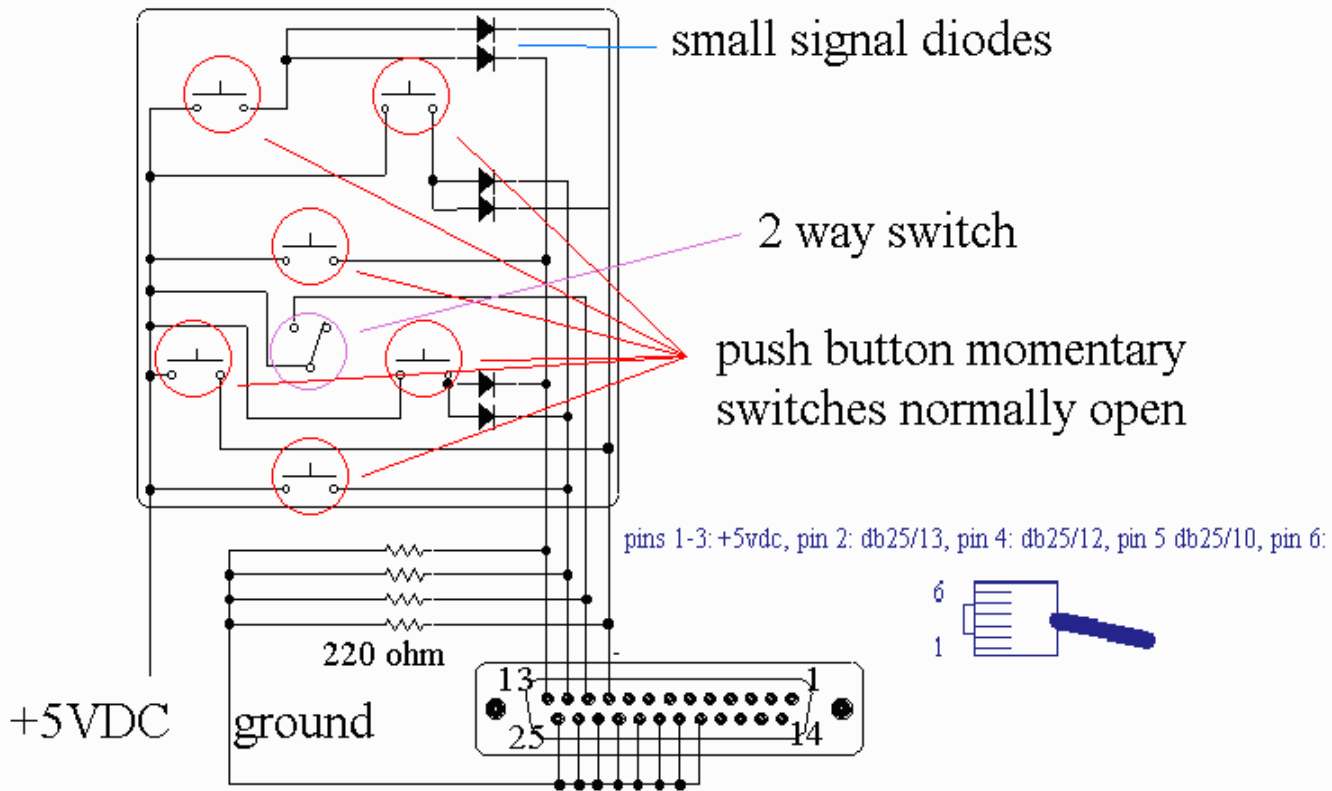 small signal diodes
2 way switch
push button momentary
switches normally open
pins 1-3: +5vdc, pin 2: db25/13, pin 4: db25/12, pin 5 db25/10, pin 6:
6
1
220 ohm
13
1
+5VDC
ground
25
14